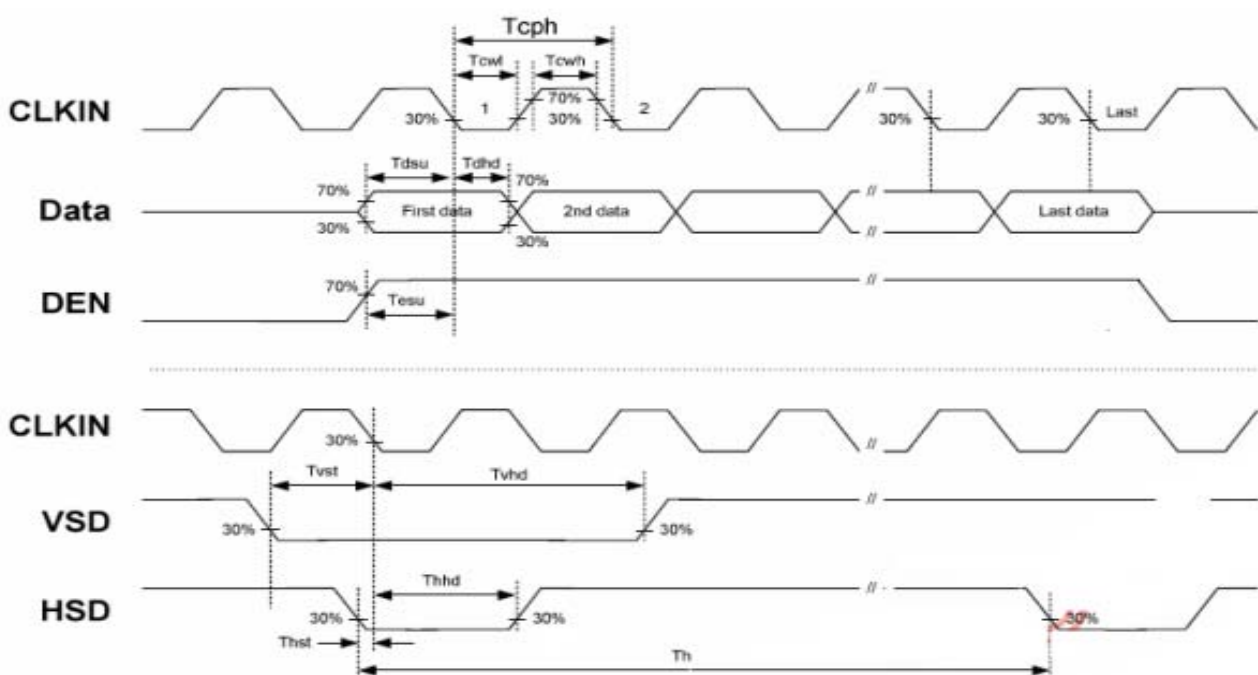 Tcph
Tcwl Tcwh
CLKIN 30% 1 70% 30% 2 // 30% 30% Last
Tdsu Tdhd
70% 70%
Data First data 2nd data // Last data
30% 30%
DEN 70% //
Tesu
CLKIN 30% //
Tvst Tvhd
VSD 30% 30% //
Thhd
HSD 30% 30% // 30%
Thst
Th